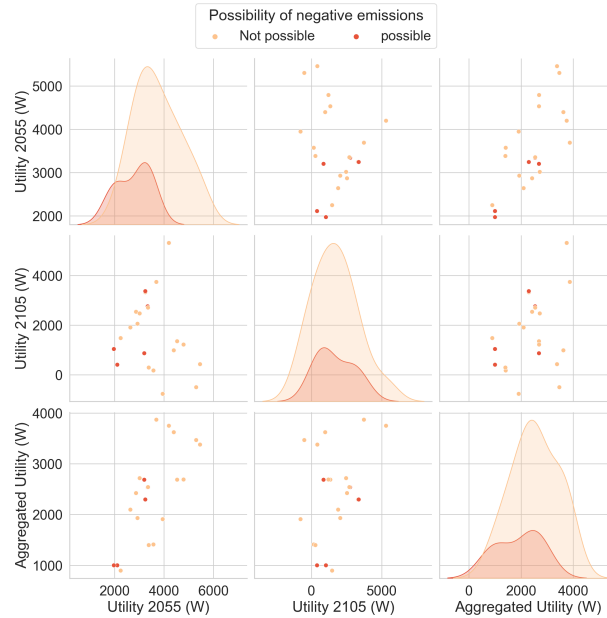 Possibility of negative emissions
Not possible
possible
Utility 2055 (W)
5000
4000
3000
2000
Utility 2105 (W)
4000
2000
0
Aggregated Utility (W)
4000
3000
2000
1000
2000 4000 6000
0 5000
0 2000 4000
Utility 2055 (W)
Utility 2105 (W)
Aggregated Utility (W)